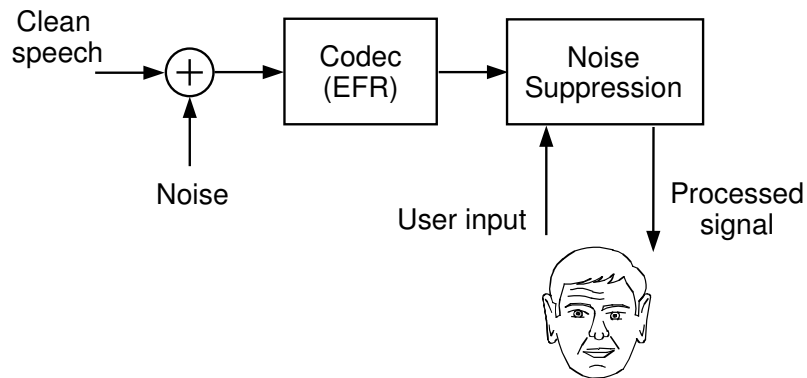 Clean
speech
Codec
(EFR)
Noise
Suppression
Noise
User input
Processed
signal